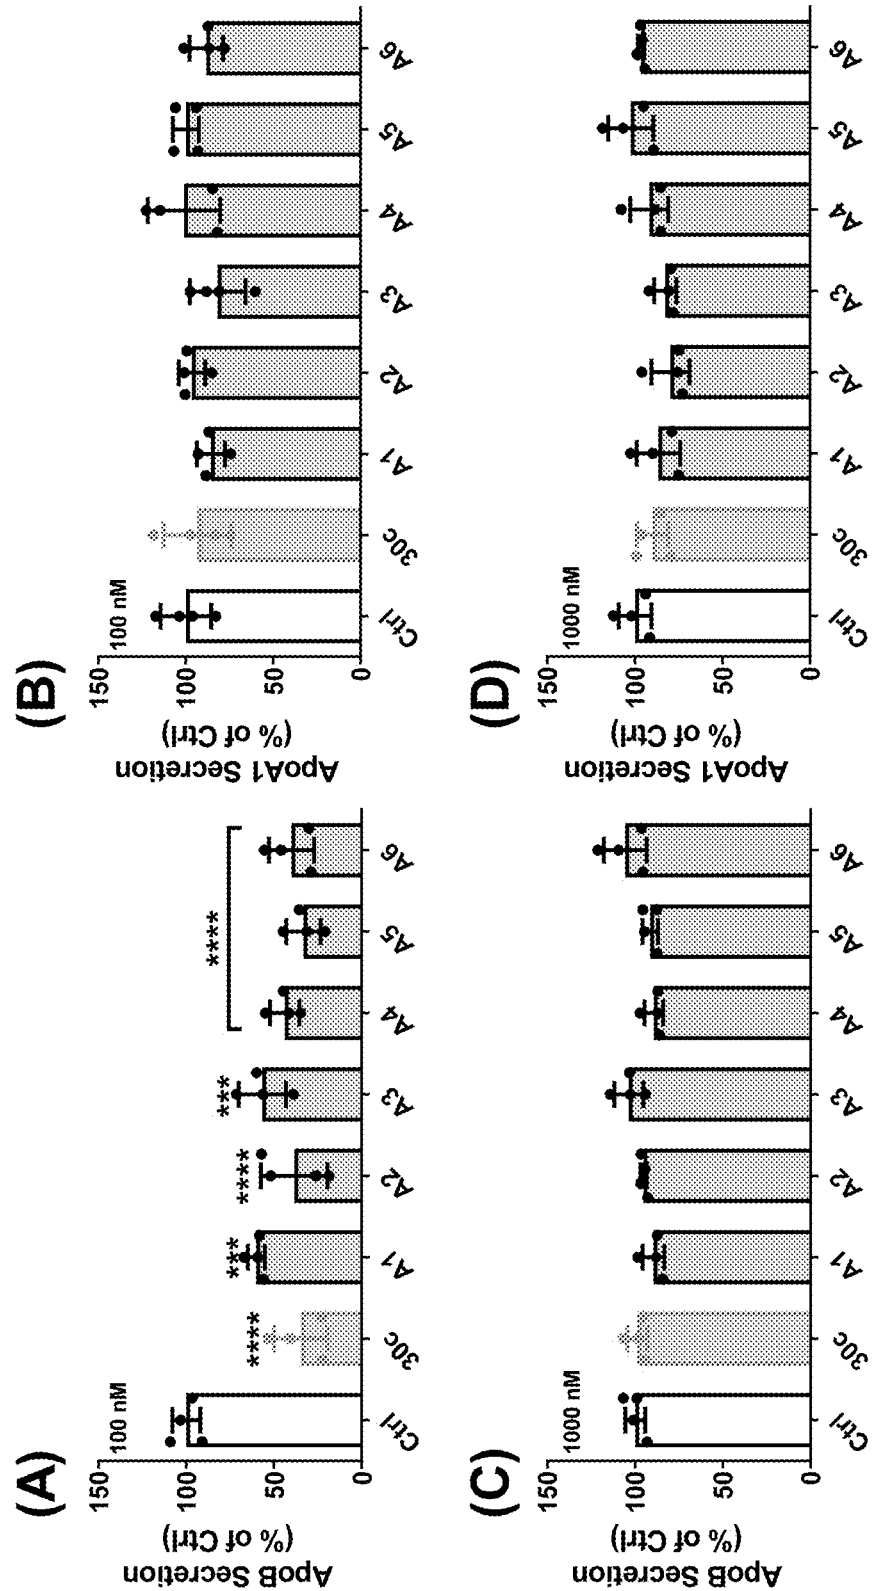 (A)
ApoB Secretion
(% of Ctrl)
150
100
50
0
100 nM
****
***
****
***
****
Ctrl
30c
A1
A2
A3
A4
A5
A6
(B)
ApoA1 Secretion
(% of Ctrl)
150
100
50
0
100 nM
Ctrl
30c
A1
A2
A3
A4
A5
A6
(C)
ApoB Secretion
(% of Ctrl)
150
100
50
0
1000 nM
Ctrl
30c
A1
A2
A3
A4
A5
A6
(D)
ApoA1 Secretion
(% of Ctrl)
150
100
50
0
1000 nM
Ctrl
30c
A1
A2
A3
A4
A5
A6